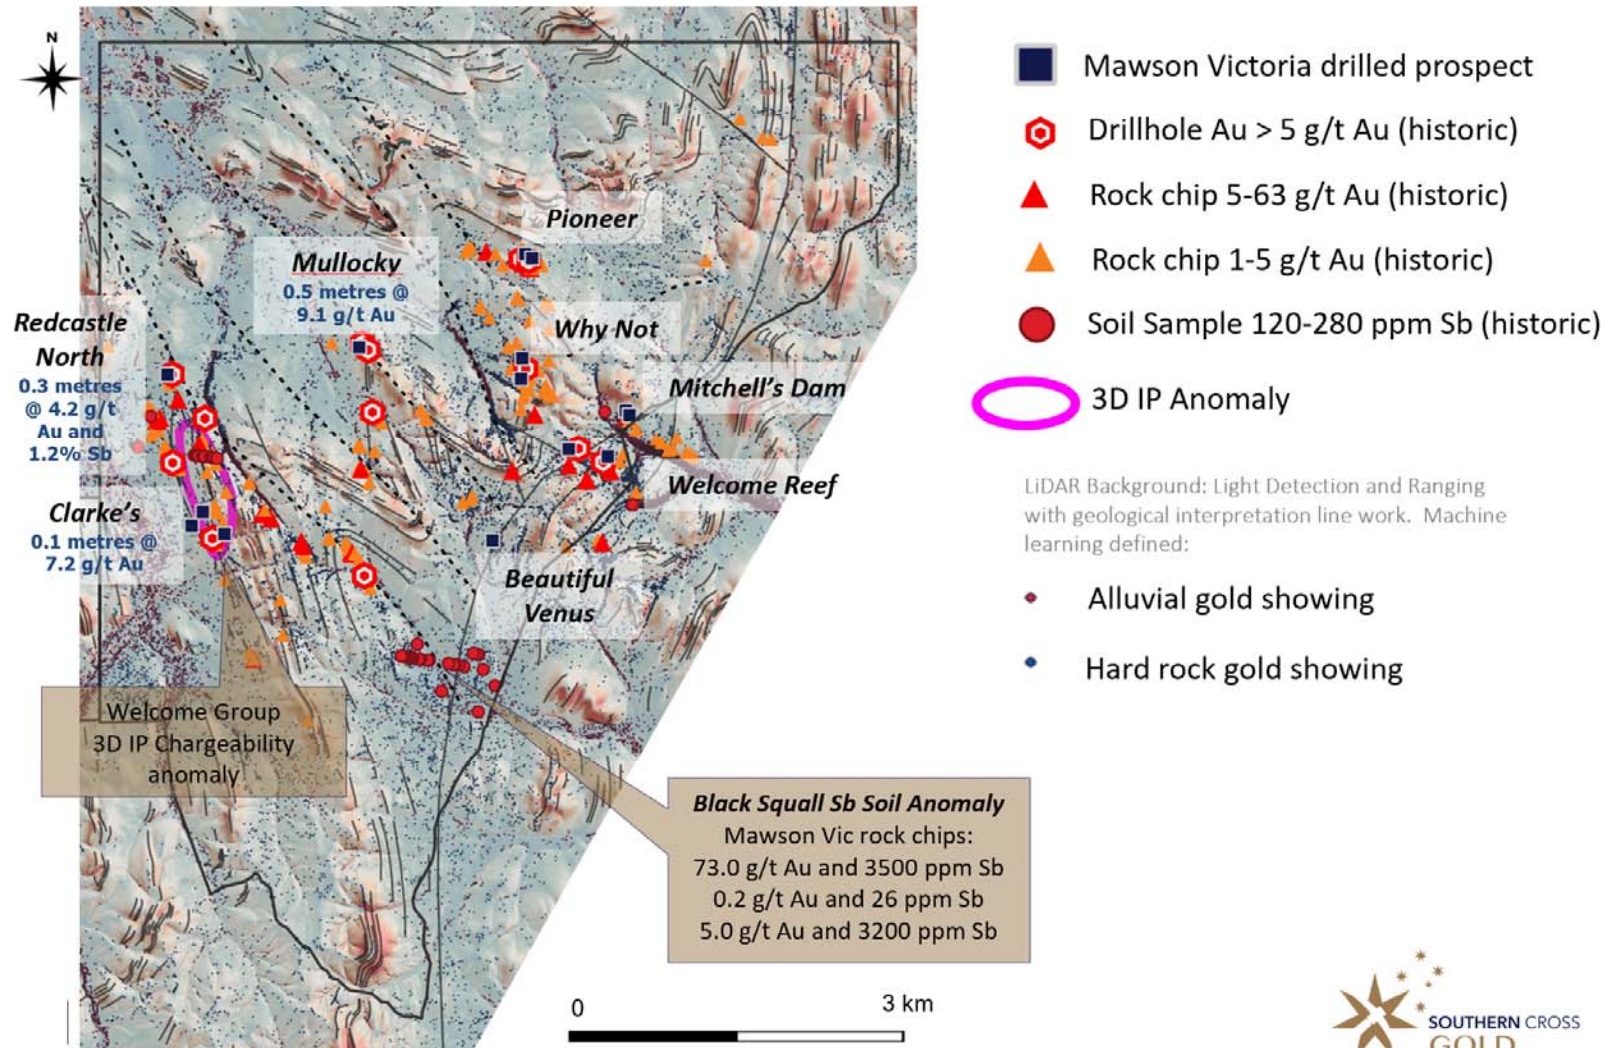 N
Pioneer
Mullocky
0.5 metres @
9.1 g/t Au
Redcastle
North
0.3 metres
@ 4.2 g/t
Au and
1.2% Sb
Why Not
Mitchell's Dam
Welcome Reef
Clarke's
0.1 metres @
7.2 g/t Au
Beautiful
Venus
Welcome Group
3D IP Chargeability
anomaly
Black Squall Sb Soil Anomaly
Mawson Vic rock chips:
73.0 g/t Au and 3500 ppm Sb
0.2 g/t Au and 26 ppm Sb
5.0 g/t Au and 3200 ppm Sb
0
3 km
Mawson Victoria drilled prospect
Drillhole Au > 5 g/t Au (historic)
Rock chip 5-63 g/t Au (historic)
Rock chip 1-5 g/t Au (historic)
Soil Sample 120-280 ppm Sb (historic)
3D IP Anomaly
LiDAR Background: Light Detection and Ranging
with geological interpretation line work. Machine
learning defined:
Alluvial gold showing
Hard rock gold showing
SOUTHERN CROSS
GOLD